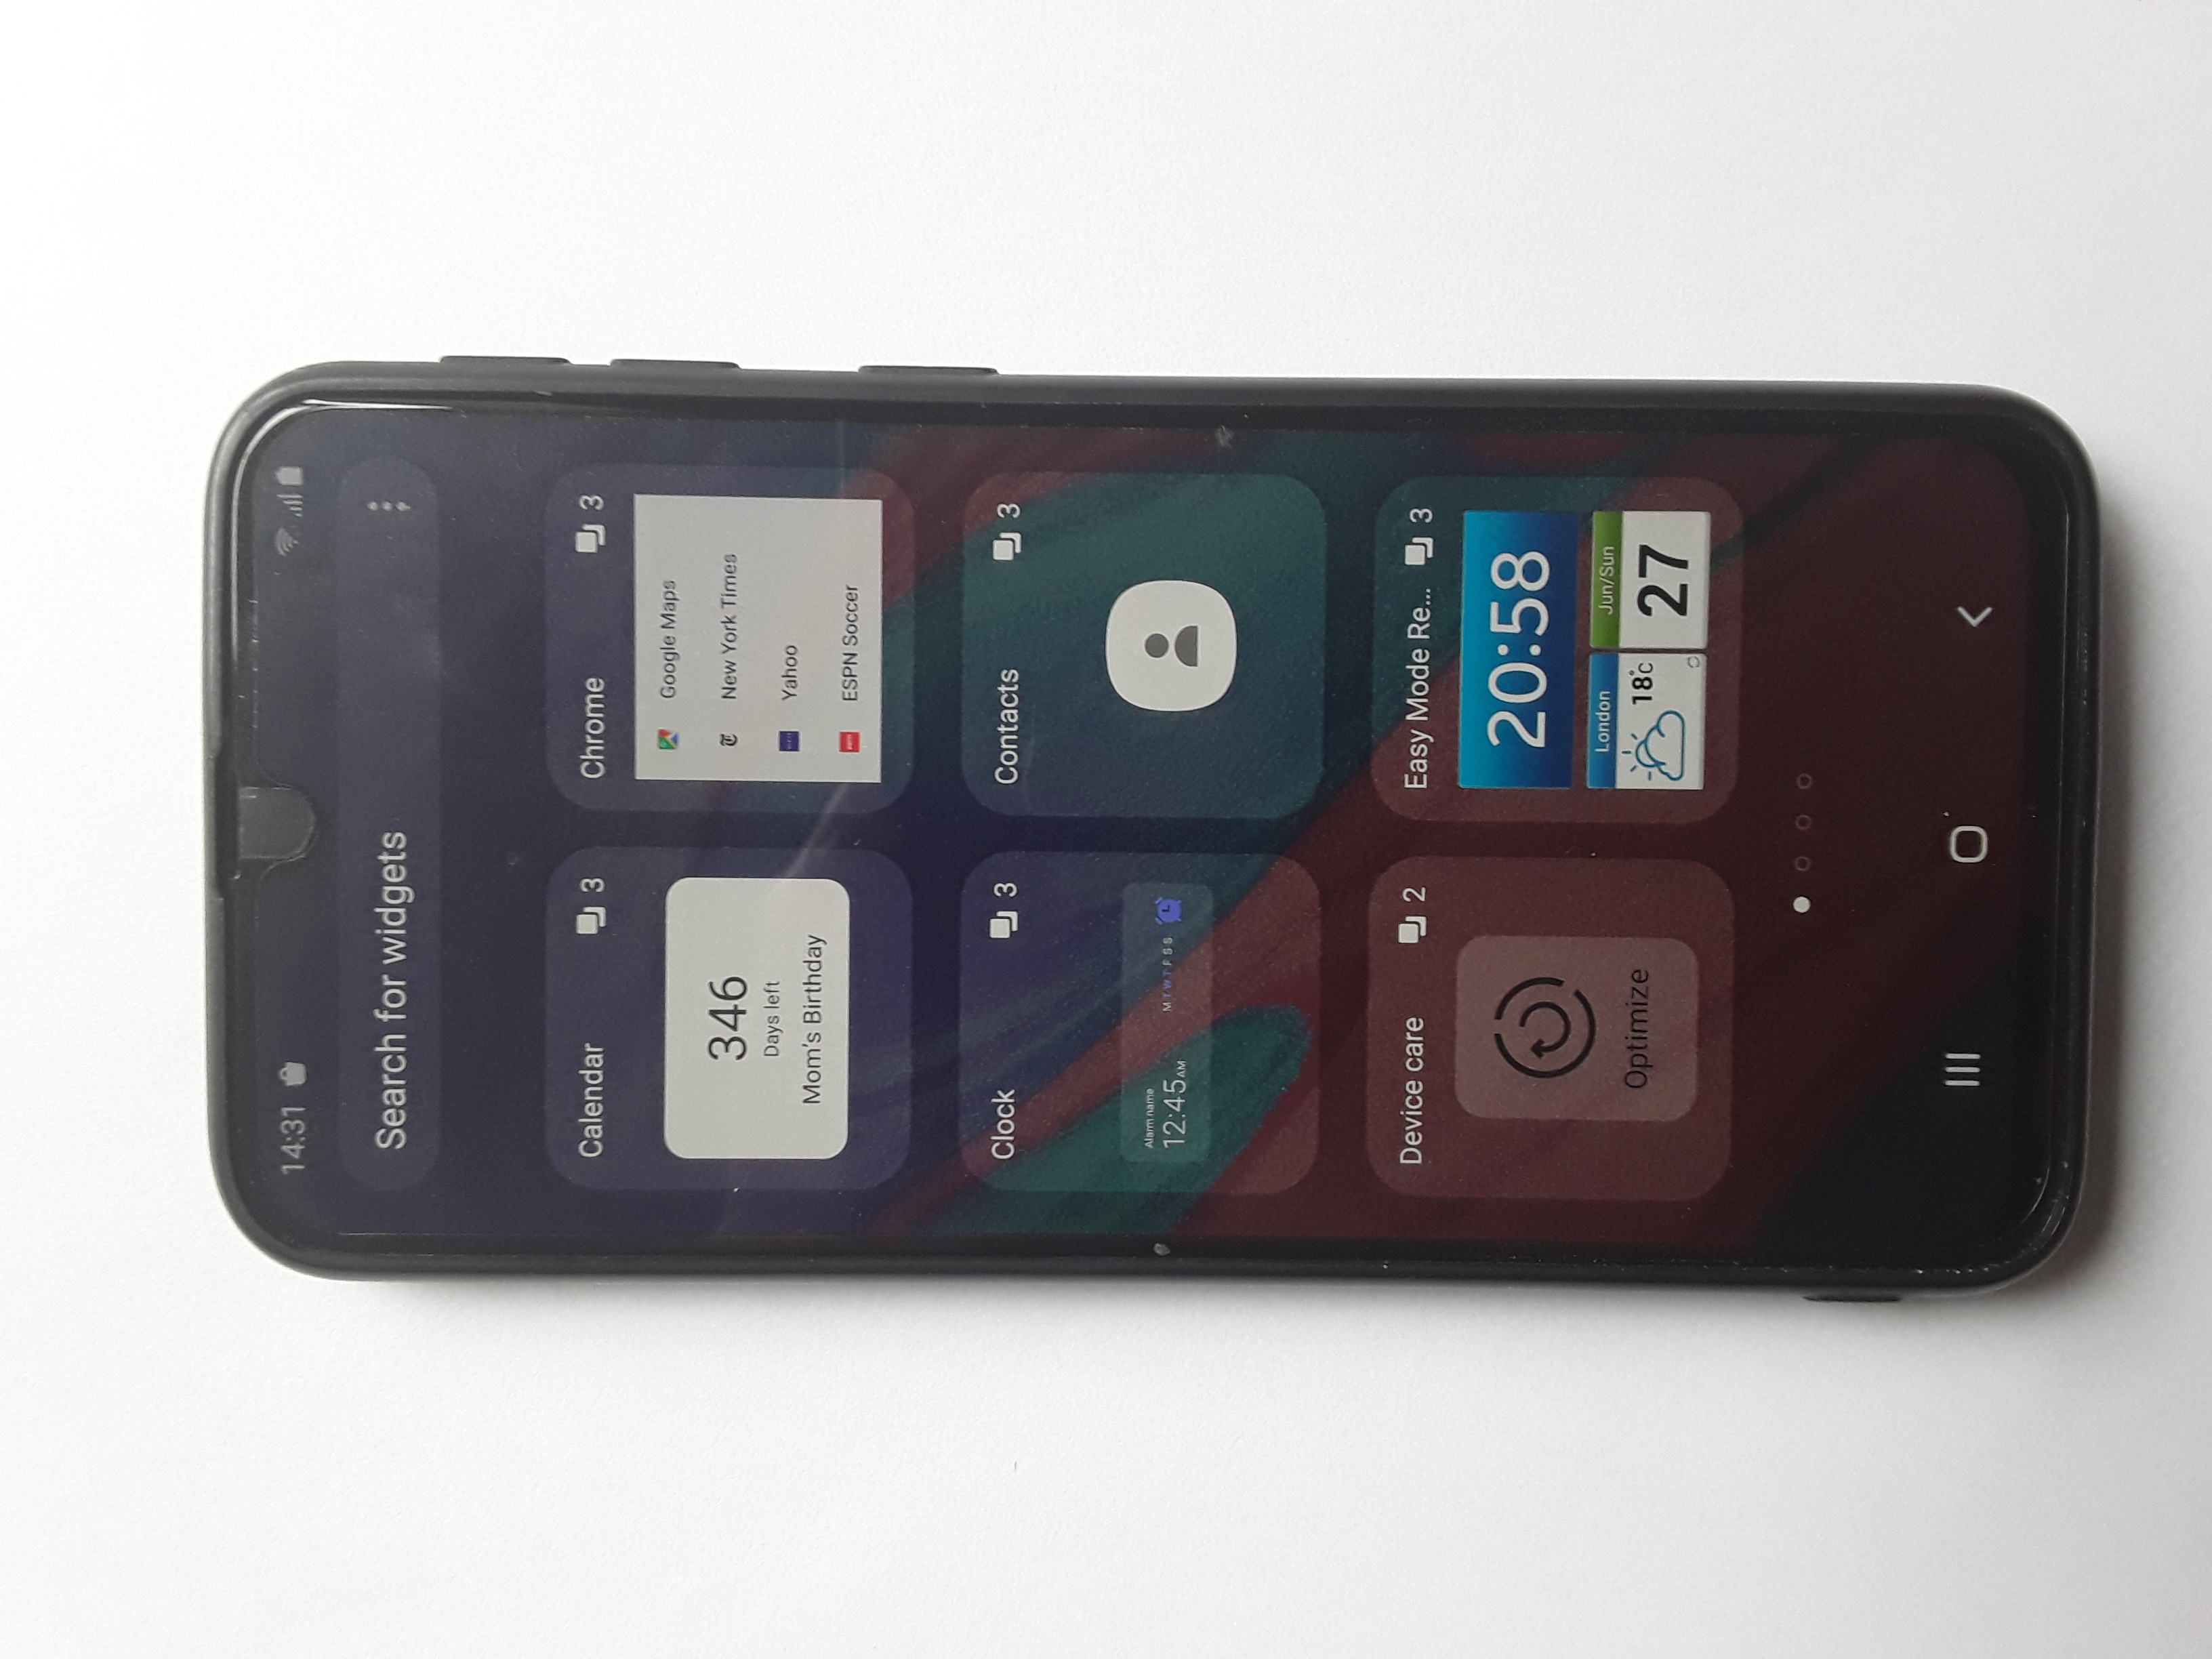 14:31
Search for widgets
Calendar 3
346
Days left
Mom's Birthday
Chrome 3
Google Maps
New York Times
Yahoo
ESPN Soccer
Clock 3
Alarm name
12:45AM M T W T F S S
Contacts 3
Device care 2
Optimize
Easy Mode Re... 3
20:58
London
18°C
Jun/Sun
27